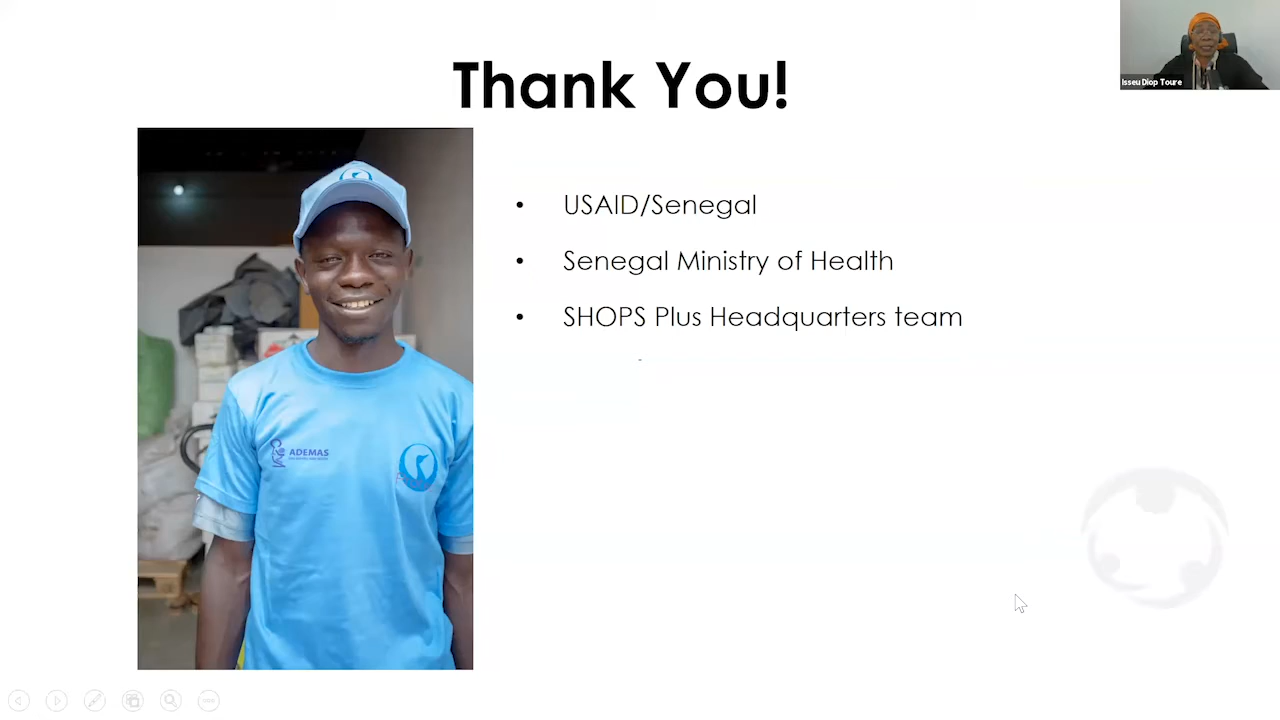 Thank You!
Isseu Diop Toure
• USAID/Senegal
• Senegal Ministry of Health
• SHOPS Plus Headquarters team
ADEMAS